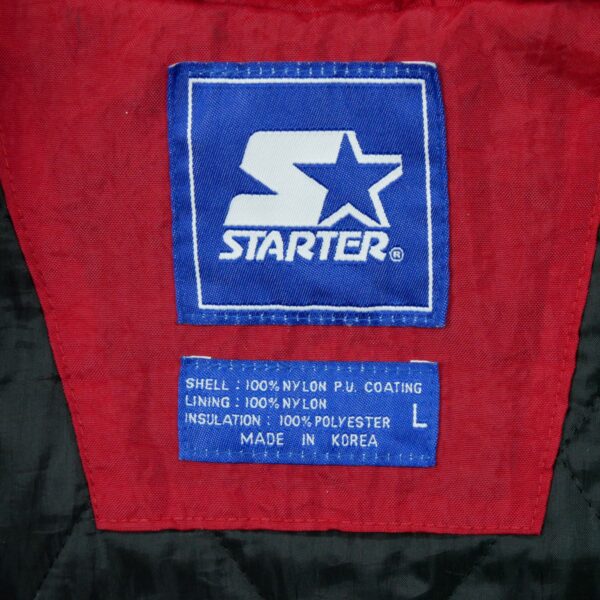 STARTER®
SHELL : 100% NYLON P.U. COATING
LINING : 100% NYLON
INSULATION : 100% POLYESTER L
MADE IN KOREA